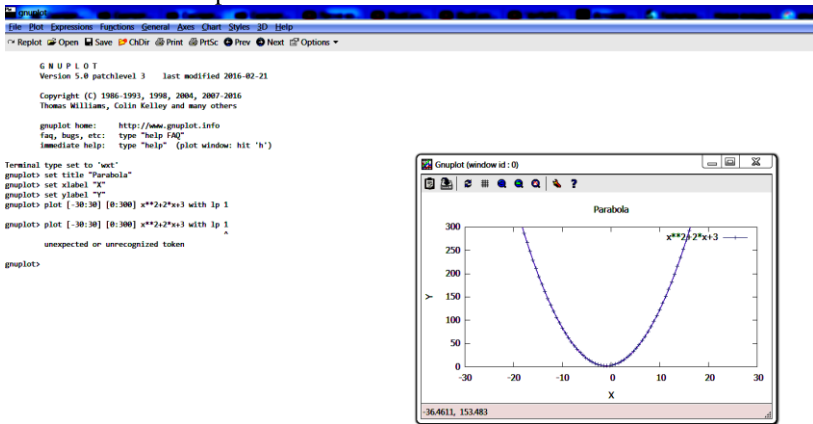 gnuplot
File Plot Expressions Functions General Axes Chart Styles 3D Help
Replot Open Save ChDir Print PrtSc Prev Next Options
G N U P L O T
Version 5.0 patchlevel 3 last modified 2016-02-21
Copyright (C) 1986-1993, 1998, 2004, 2007-2016
Thomas Williams, Colin Kelley and many others
gnuplot home: http://www.gnuplot.info
faq, bugs, etc: type "help FAQ"
immediate help: type "help" (plot window: hit 'h')
Terminal type set to 'wxt'
gnuplot> set title "Parabola"
gnuplot> set xlabel "X"
gnuplot> set ylabel "Y"
gnuplot> plot [-30:30] [0:300] x**2+2*x+3 with lp 1
gnuplot> plot [-30:30] [0:300] x**2+2*x+3 with lp 1
^
unexpected or unrecognized token
gnuplot>
Gnuplot (window id : 0)
Parabola
x**2+2*x+3
300
250
200
150
100
50
0
Y
-30 -20 -10 0 10 20 30
X
-36.4611, 153.483